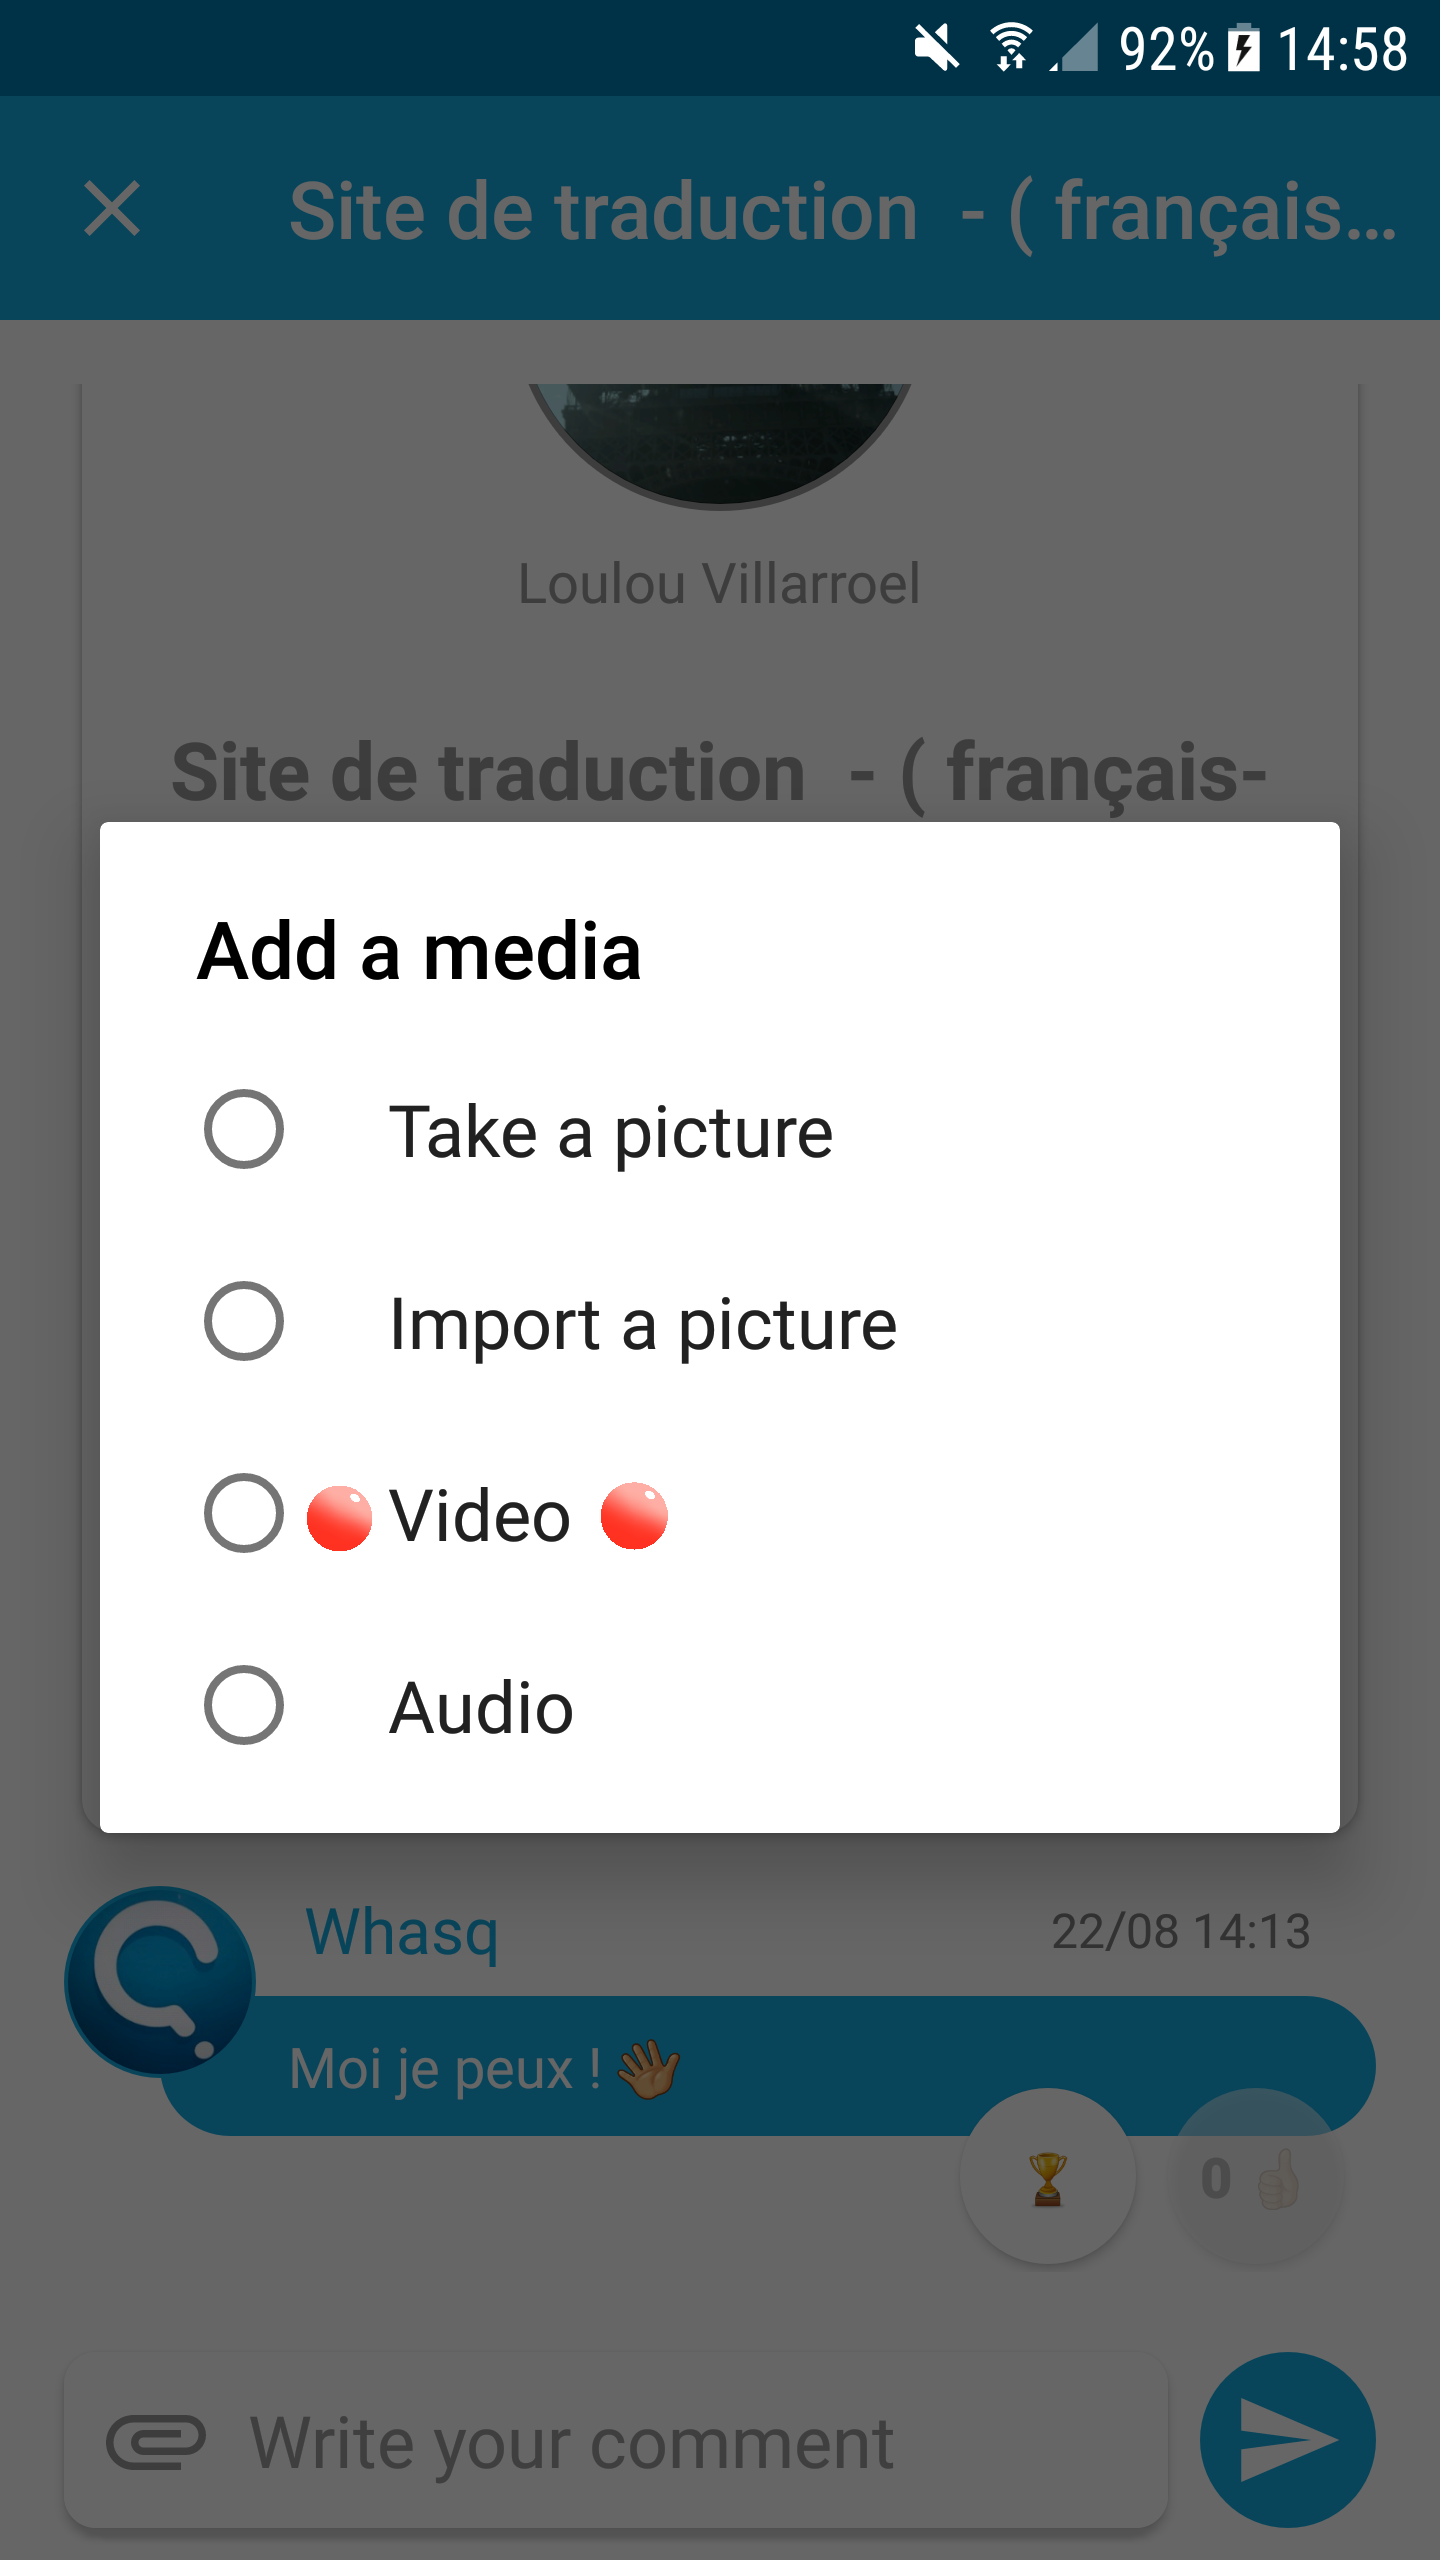 92% 14:58
Site de traduction - ( français...
Loulou Villarroel
Site de traduction - ( français-
Add a media
Take a picture
Import a picture
Video
Audio
Whasq 22/08 14:13
Moi je peux ! 👋
0
Write your comment